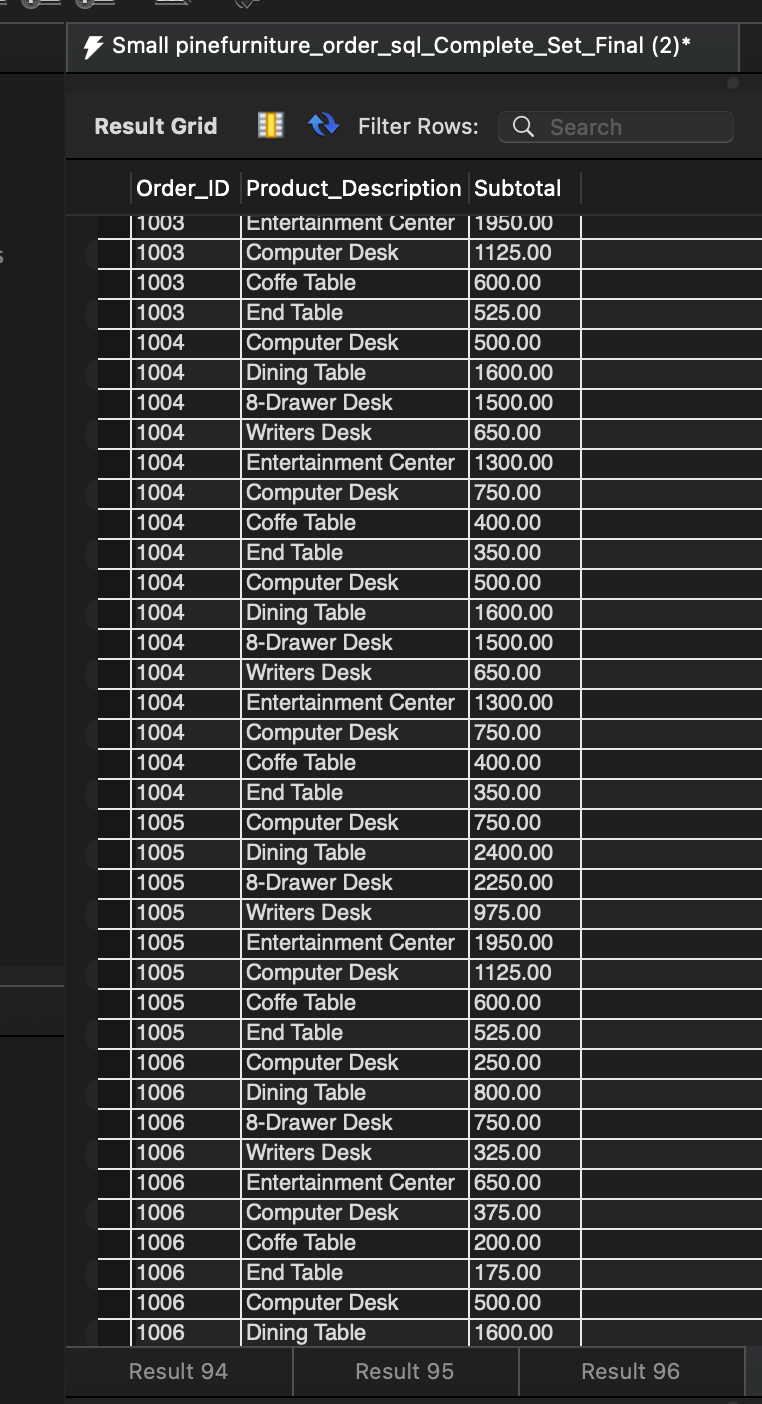 Small pinefurniture_order_sql_Complete_Set_Final (2)*
Result Grid Filter Rows: Search
Order_ID Product_Description Subtotal
1003 Entertainment Center 1950.00
1003 Computer Desk 1125.00
1003 Coffe Table 600.00
1003 End Table 525.00
1004 Computer Desk 500.00
1004 Dining Table 1600.00
1004 8-Drawer Desk 1500.00
1004 Writers Desk 650.00
1004 Entertainment Center 1300.00
1004 Computer Desk 750.00
1004 Coffe Table 400.00
1004 End Table 350.00
1004 Computer Desk 500.00
1004 Dining Table 1600.00
1004 8-Drawer Desk 1500.00
1004 Writers Desk 650.00
1004 Entertainment Center 1300.00
1004 Computer Desk 750.00
1004 Coffe Table 400.00
1004 End Table 350.00
1005 Computer Desk 750.00
1005 Dining Table 2400.00
1005 8-Drawer Desk 2250.00
1005 Writers Desk 975.00
1005 Entertainment Center 1950.00
1005 Computer Desk 1125.00
1005 Coffe Table 600.00
1005 End Table 525.00
1006 Computer Desk 250.00
1006 Dining Table 800.00
1006 8-Drawer Desk 750.00
1006 Writers Desk 325.00
1006 Entertainment Center 650.00
1006 Computer Desk 375.00
1006 Coffe Table 200.00
1006 End Table 175.00
1006 Computer Desk 500.00
1006 Dining Table 1600.00
Result 94 Result 95 Result 96